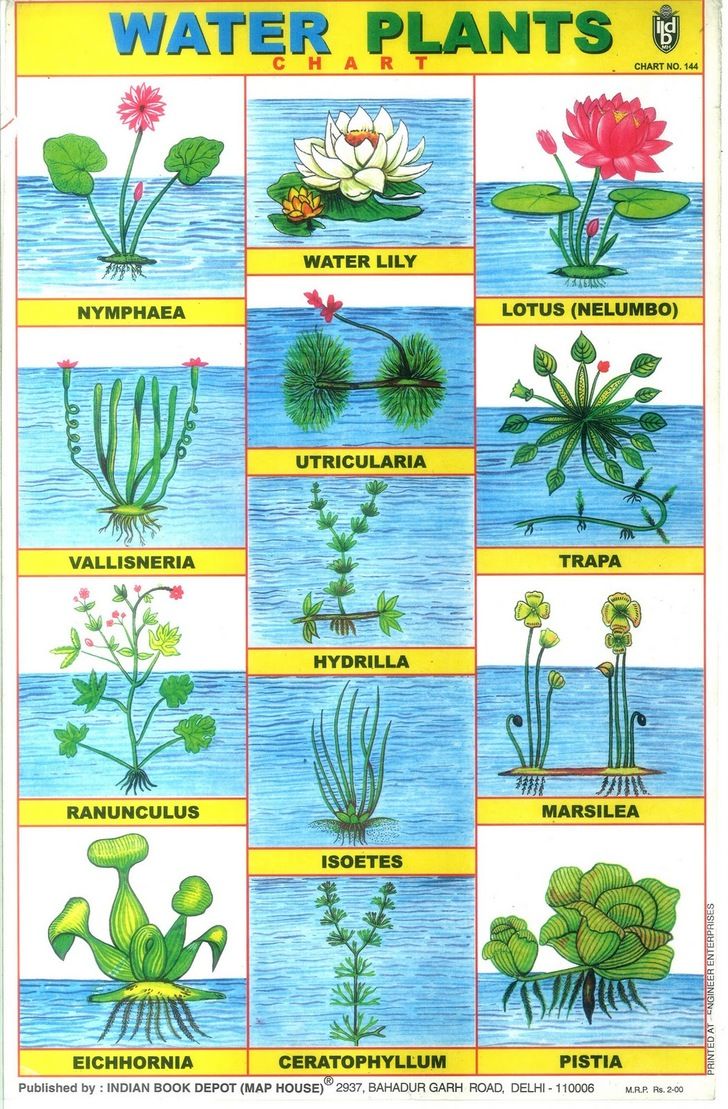 WATER PLANTS
CHART
ildb
MH
CHART NO. 144
NYMPHAEA
WATER LILY
LOTUS (NELUMBO)
VALLISNERIA
UTRICULARIA
TRAPA
HYDRILLA
RANUNCULUS
ISOETES
MARSILEA
EICHHORNIA
CERATOPHYLLUM
PISTIA
PRINTED AT ENGINEER ENTERPRISES
Published by : INDIAN BOOK DEPOT (MAP HOUSE)® 2937, BAHADUR GARH ROAD, DELHI - 110006
M.R.P. Rs. 2-00